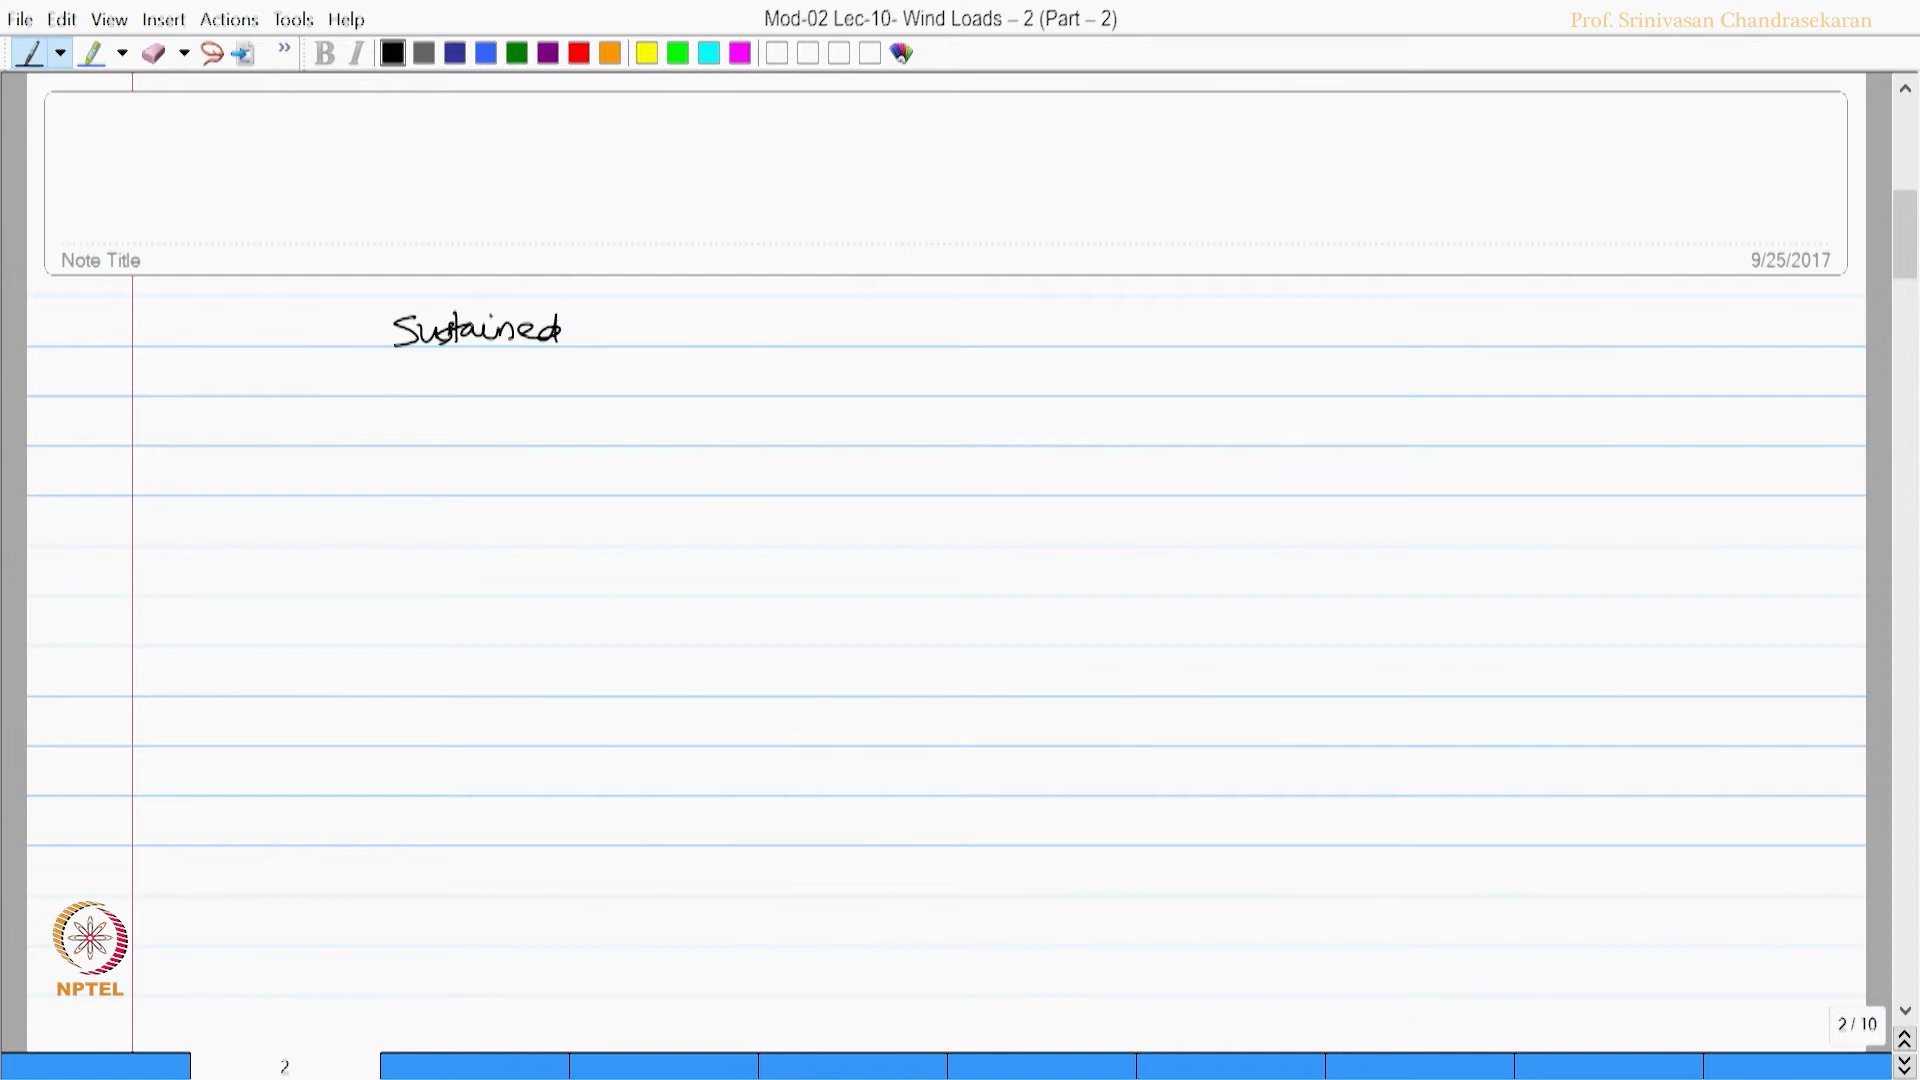 File Edit View Insert Actions Tools Help
Mod-02 Lec-10- Wind Loads – 2 (Part – 2)
Prof. Srinivasan Chandrasekaran
B I
Note Title
9/25/2017
Sustained
NPTEL
2 / 10
2